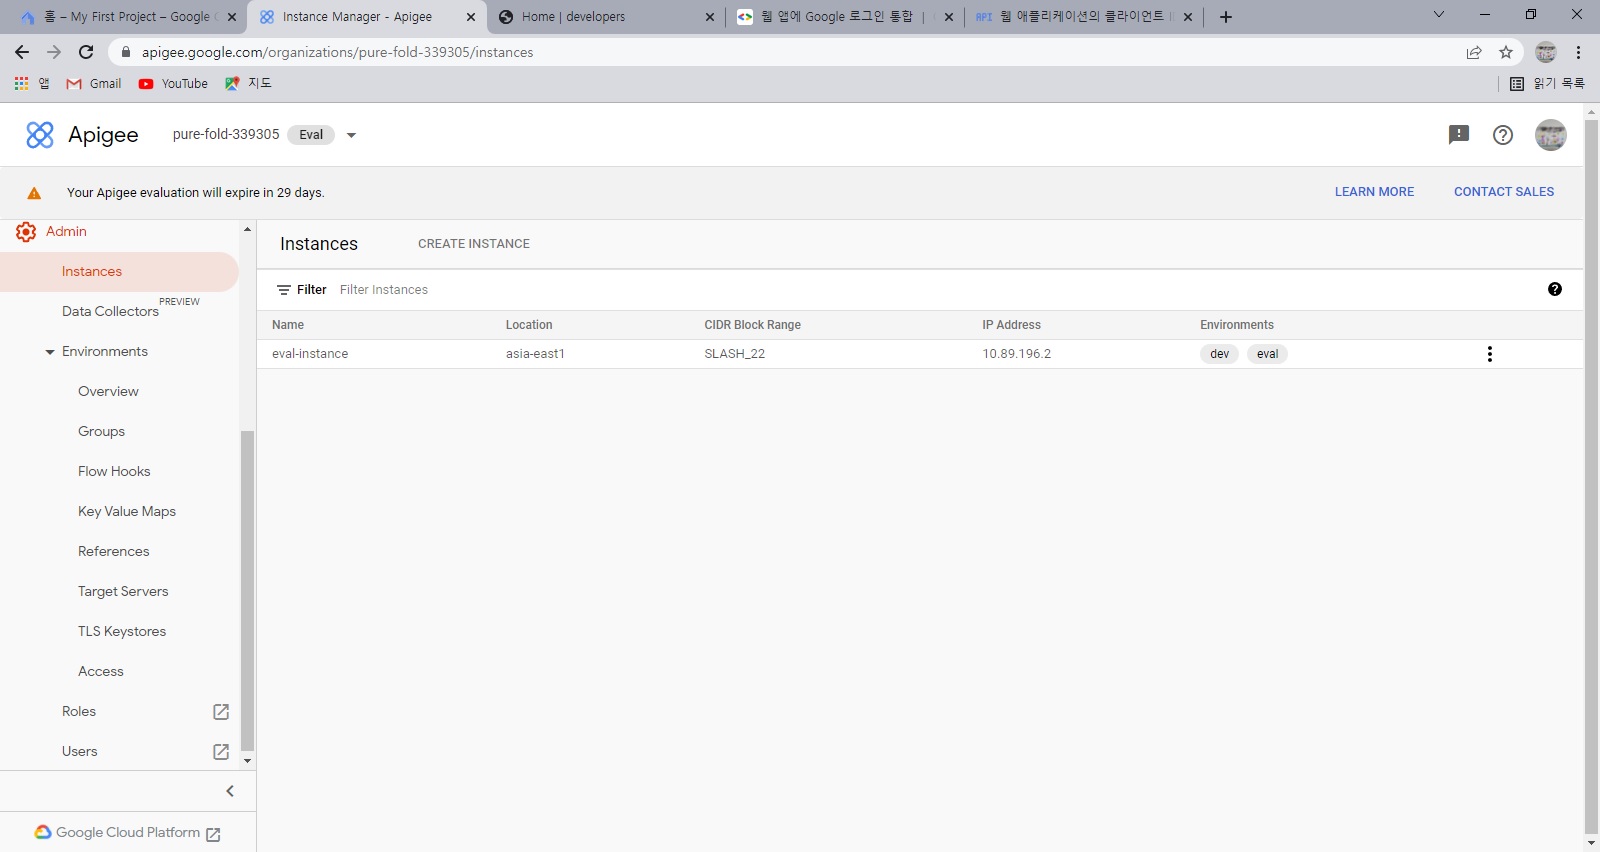 홈 – My First Project – Google C
Instance Manager - Apigee
Home | developers
웹 앱에 Google 로그인 통합 |
API 웹 애플리케이션의 클라이언트 I
apigee.google.com/organizations/pure-fold-339305/instances
앱 Gmail YouTube 지도 읽기 목록
Apigee pure-fold-339305 Eval
Your Apigee evaluation will expire in 29 days. LEARN MORE CONTACT SALES
Admin
Instances
Data Collectors PREVIEW
Environments
Overview
Groups
Flow Hooks
Key Value Maps
References
Target Servers
TLS Keystores
Access
Roles
Users
Google Cloud Platform
Instances CREATE INSTANCE
Filter Filter Instances
Name Location CIDR Block Range IP Address Environments
eval-instance asia-east1 SLASH_22 10.89.196.2 dev eval